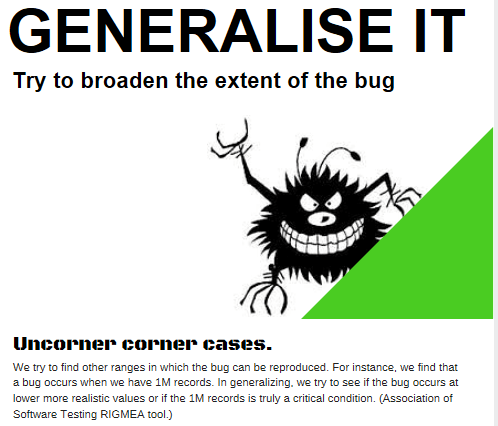 GENERALISE IT
Try to broaden the extent of the bug
Uncorner corner cases.
We try to find other ranges in which the bug can be reproduced. For instance, we find that
a bug occurs when we have 1M records. In generalizing, we try to see if the bug occurs at
lower more realistic values or if the 1M records is truly a critical condition. (Association of
Software Testing RIGMEA tool.)